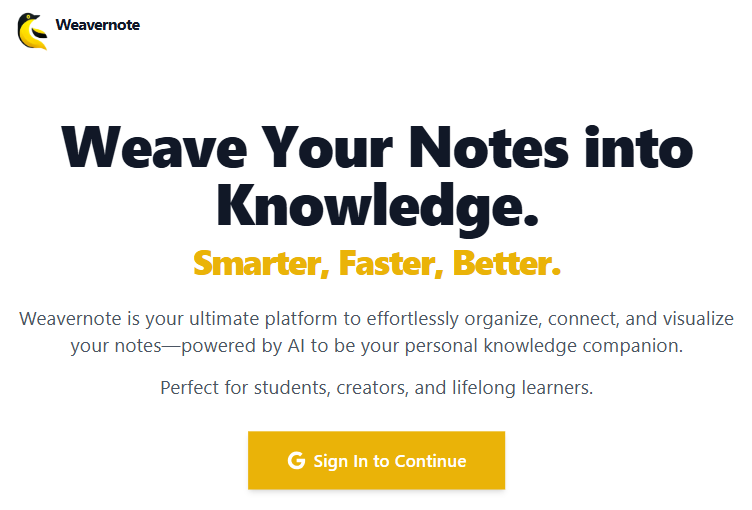 Weavernote
Weave Your Notes into
Knowledge.
Smarter, Faster, Better.
Weavernote is your ultimate platform to effortlessly organize, connect, and visualize
your notes—powered by AI to be your personal knowledge companion.
Perfect for students, creators, and lifelong learners.
Sign In to Continue